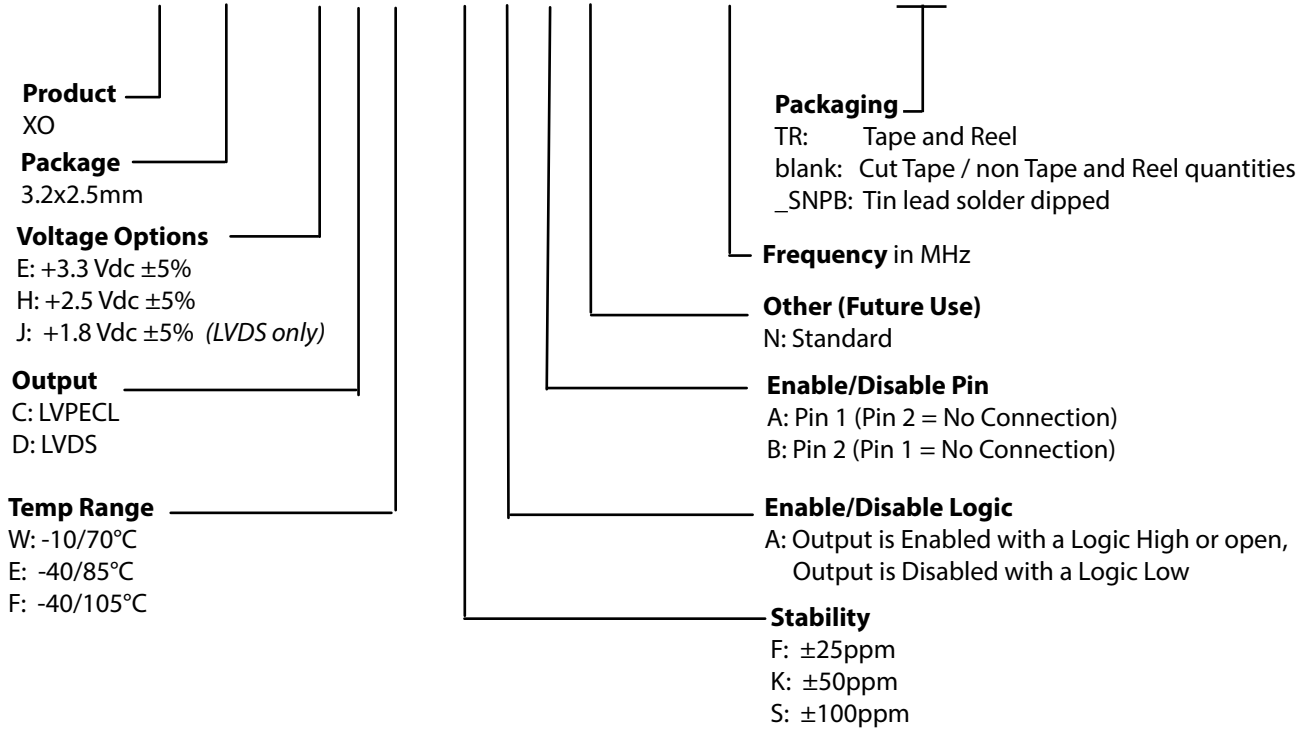 Product
XO
Package
3.2x2.5mm
Voltage Options
E: +3.3 Vdc ±5%
H: +2.5 Vdc ±5%
J: +1.8 Vdc ±5% (LVDS only)
Output
C: LVPECL
D: LVDS
Temp Range
W: -10/70°C
E: -40/85°C
F: -40/105°C
Packaging
TR: Tape and Reel
blank: Cut Tape / non Tape and Reel quantities
_SNPB: Tin lead solder dipped
Frequency in MHz
Other (Future Use)
N: Standard
Enable/Disable Pin
A: Pin 1 (Pin 2 = No Connection)
B: Pin 2 (Pin 1 = No Connection)
Enable/Disable Logic
A: Output is Enabled with a Logic High or open,
Output is Disabled with a Logic Low
Stability
F: ±25ppm
K: ±50ppm
S: ±100ppm